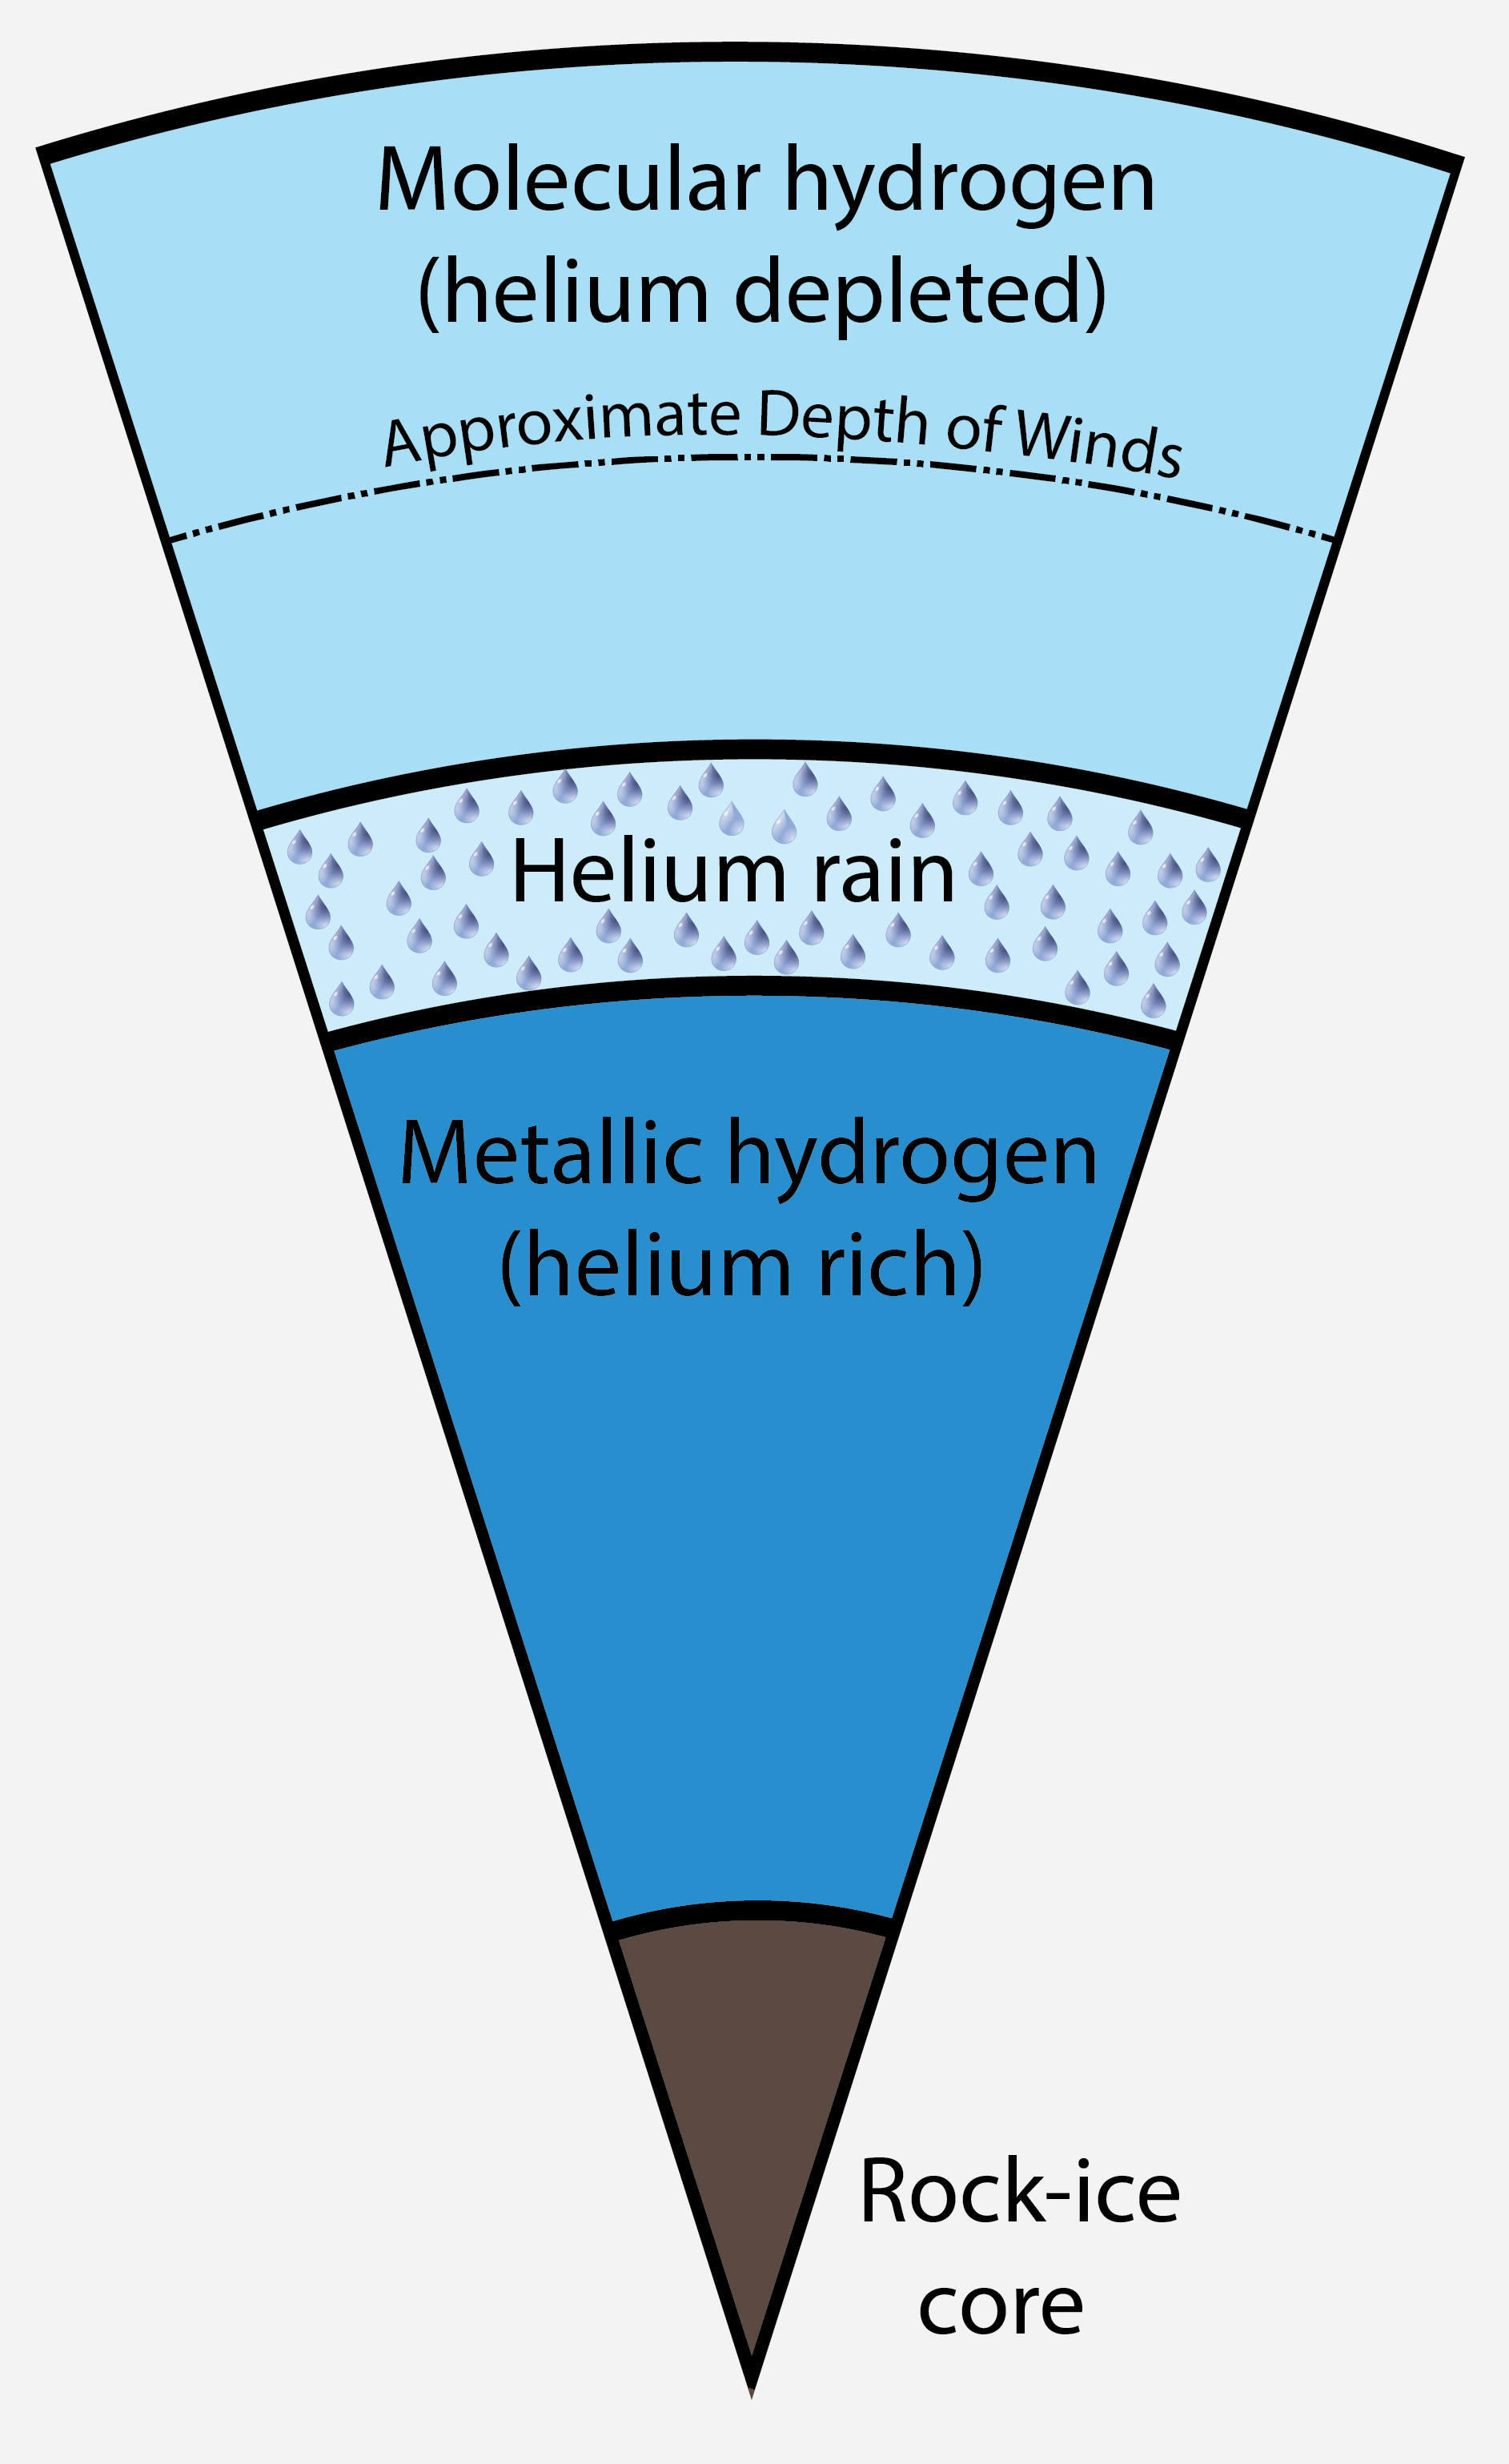 Molecular hydrogen
(helium depleted)
Approximate Depth of Winds
Helium rain
Metallic hydrogen
(helium rich)
Rock-ice
core